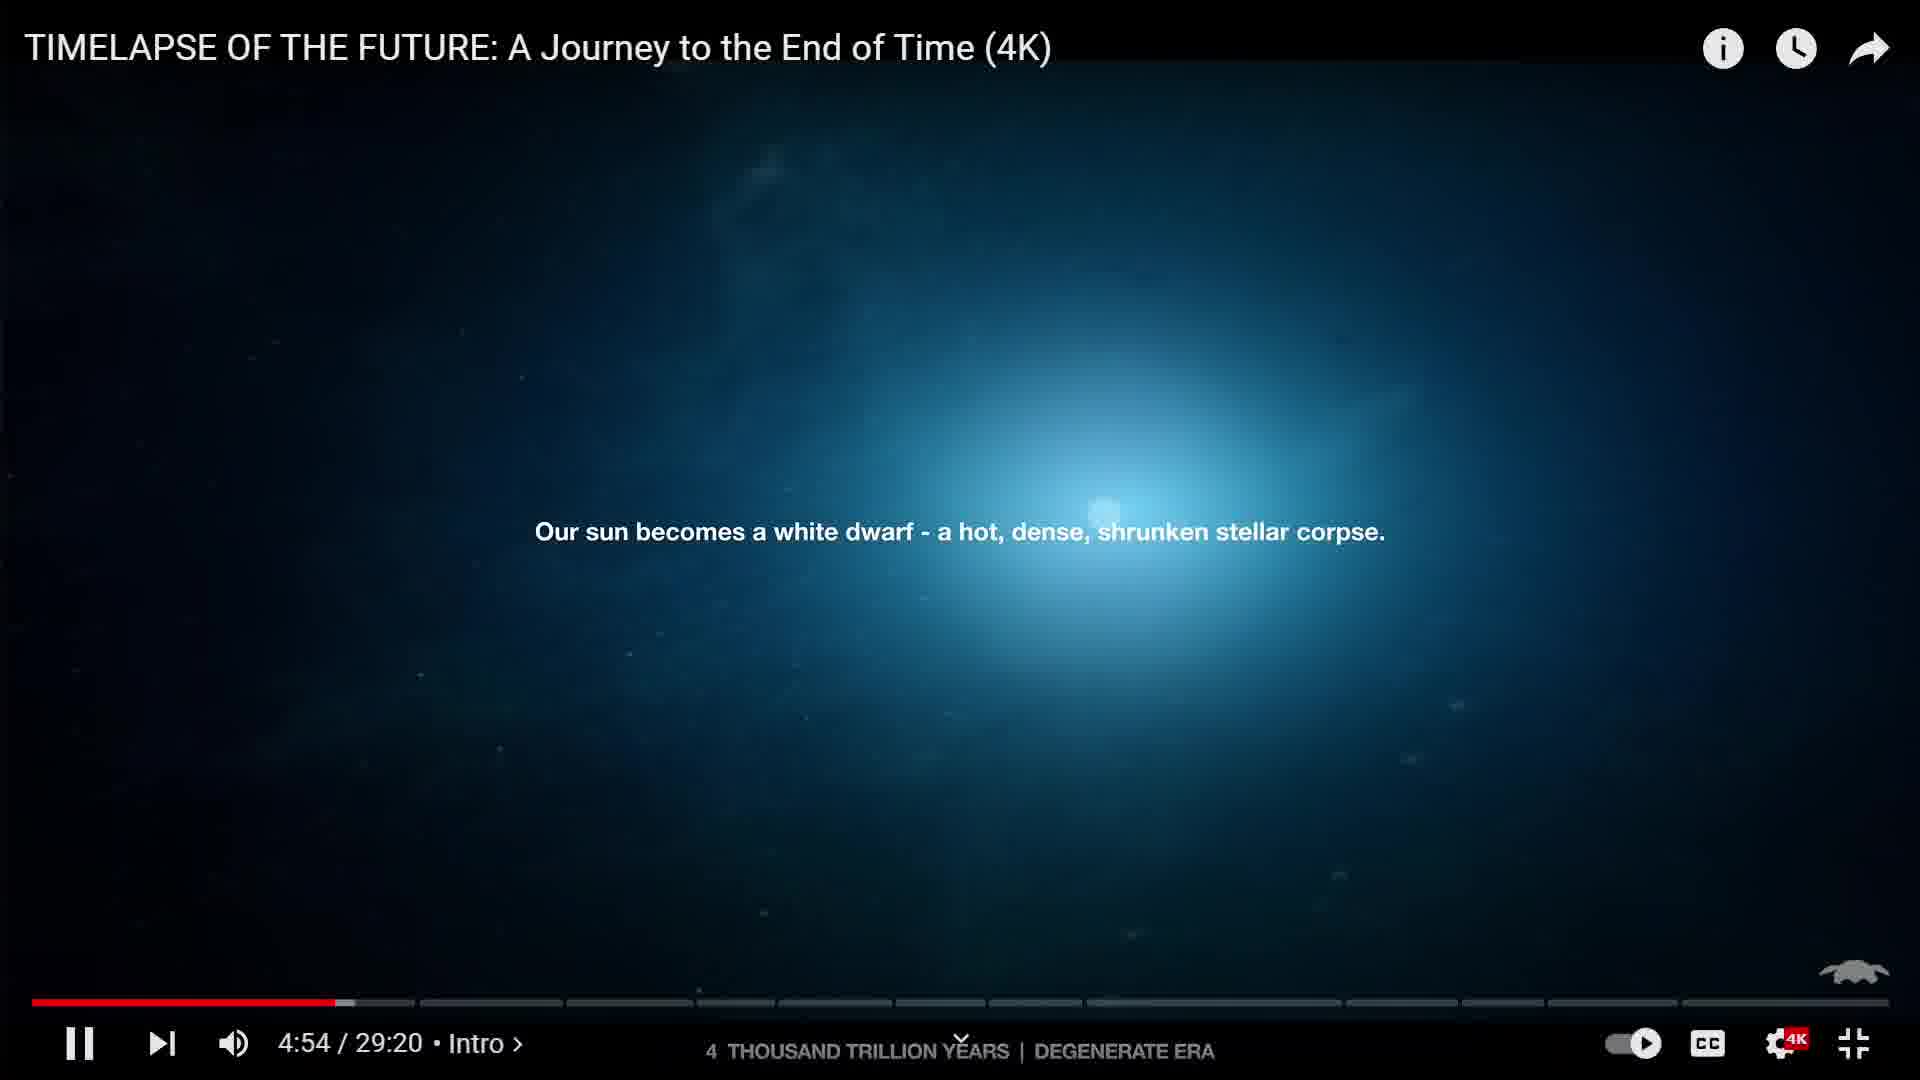 TIMELAPSE OF THE FUTURE: A Journey to the End of Time (4K)
Our sun becomes a white dwarf - a hot, dense, shrunken stellar corpse.
4:54 / 29:20 • Intro
4 THOUSAND TRILLION YEARS | DEGENERATE ERA
CC
4K